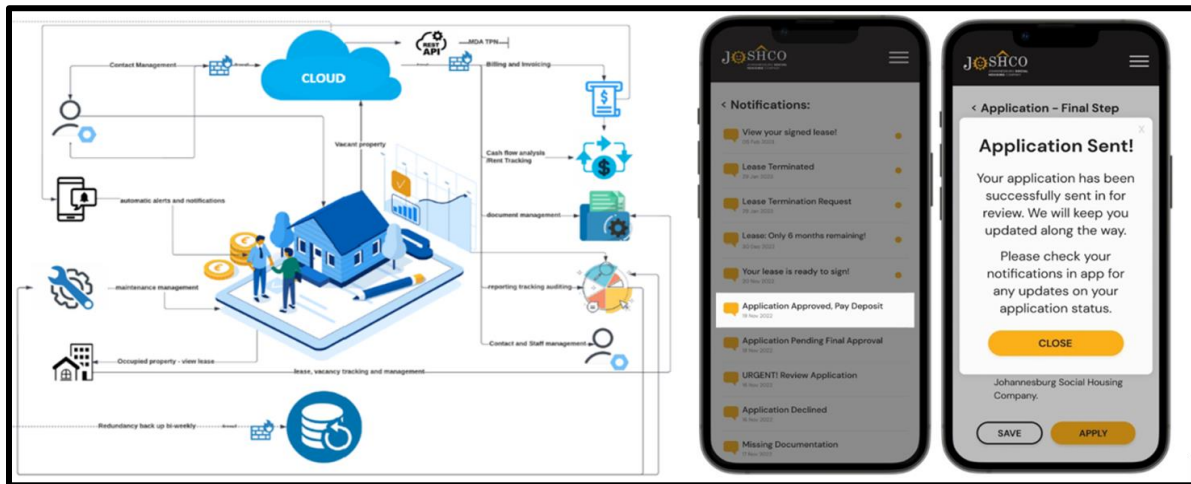 CLOUD
REST
API
MDA TPN
Contact Management
Billing and Invoicing
Vacant property
Cash flow analysis
/Rent Tracking
automatic alerts and notifications
document management
maintenance management
reporting tracking auditing
Contact and Staff management
Occupied property - view lease
lease, vacancy tracking and management
Redundancy back up bi-weekly
JOSHCO
< Notifications:
View your signed lease!
Lease Terminated
Lease Termination Request
Lease: Only 6 months remaining!
Your lease is ready to sign!
Application Approved, Pay Deposit
18 Nov 2022
Application Pending Final Approval
URGENT! Review Application
Application Declined
Missing Documentation
JOSHCO
< Application - Final Step
X
Application Sent!
Your application has been
successfully sent in for
review. We will keep you
updated along the way.
Please check your
notifications in app for
any updates on your
application status.
CLOSE
Johannesburg Social Housing
Company.
SAVE
APPLY